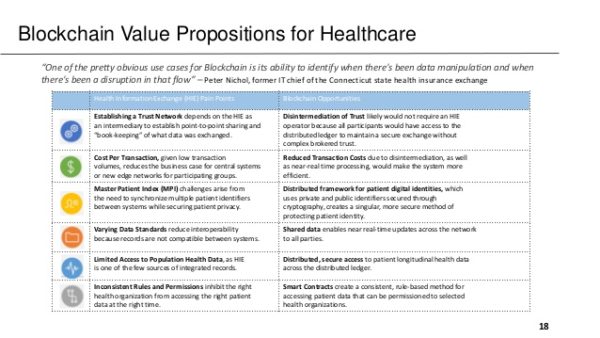 Blockchain Value Propositions for Healthcare
“One of the pretty obvious use cases for Blockchain is its ability to identify when there’s been data manipulation and when
there’s been a disruption in that flow” – Peter Nichol, former IT chief of the Connecticut state health insurance exchange
Health Information Exchange (HIE) Pain Points
Blockchain Opportunities
Establishing a Trust Network depends on the HIE as
an intermediary to establish point-to-point sharing and
“book-keeping” of what data was exchanged.
Disintermediation of Trust likely would not require an HIE
operator because all participants would have access to the
distributed ledger to maintain a secure exchange without
complex brokered trust.
Cost Per Transaction, given low transaction
volumes, reduces the business case for central systems
or new edge networks for participating groups.
Reduced Transaction Costs due to disintermediation, as well
as near-real time processing, would make the system more
efficient.
Master Patient Index (MPI) challenges arise from
the need to synchronize multiple patient identifiers
between systems while securing patient privacy.
Distributed framework for patient digital identities, which
uses private and public identifiers secured through
cryptography, creates a singular, more secure method of
protecting patient identity.
Varying Data Standards reduce interoperability
because records are not compatible between systems.
Shared data enables near real-time updates across the network
to all parties.
Limited Access to Population Health Data, as HIE
is one of the few sources of integrated records.
Distributed, secure access to patient longitudinal health data
across the distributed ledger.
Inconsistent Rules and Permissions inhibit the right
health organization from accessing the right patient
data at the right time.
Smart Contracts create a consistent, rule-based method for
accessing patient data that can be permissioned to selected
health organizations.
18